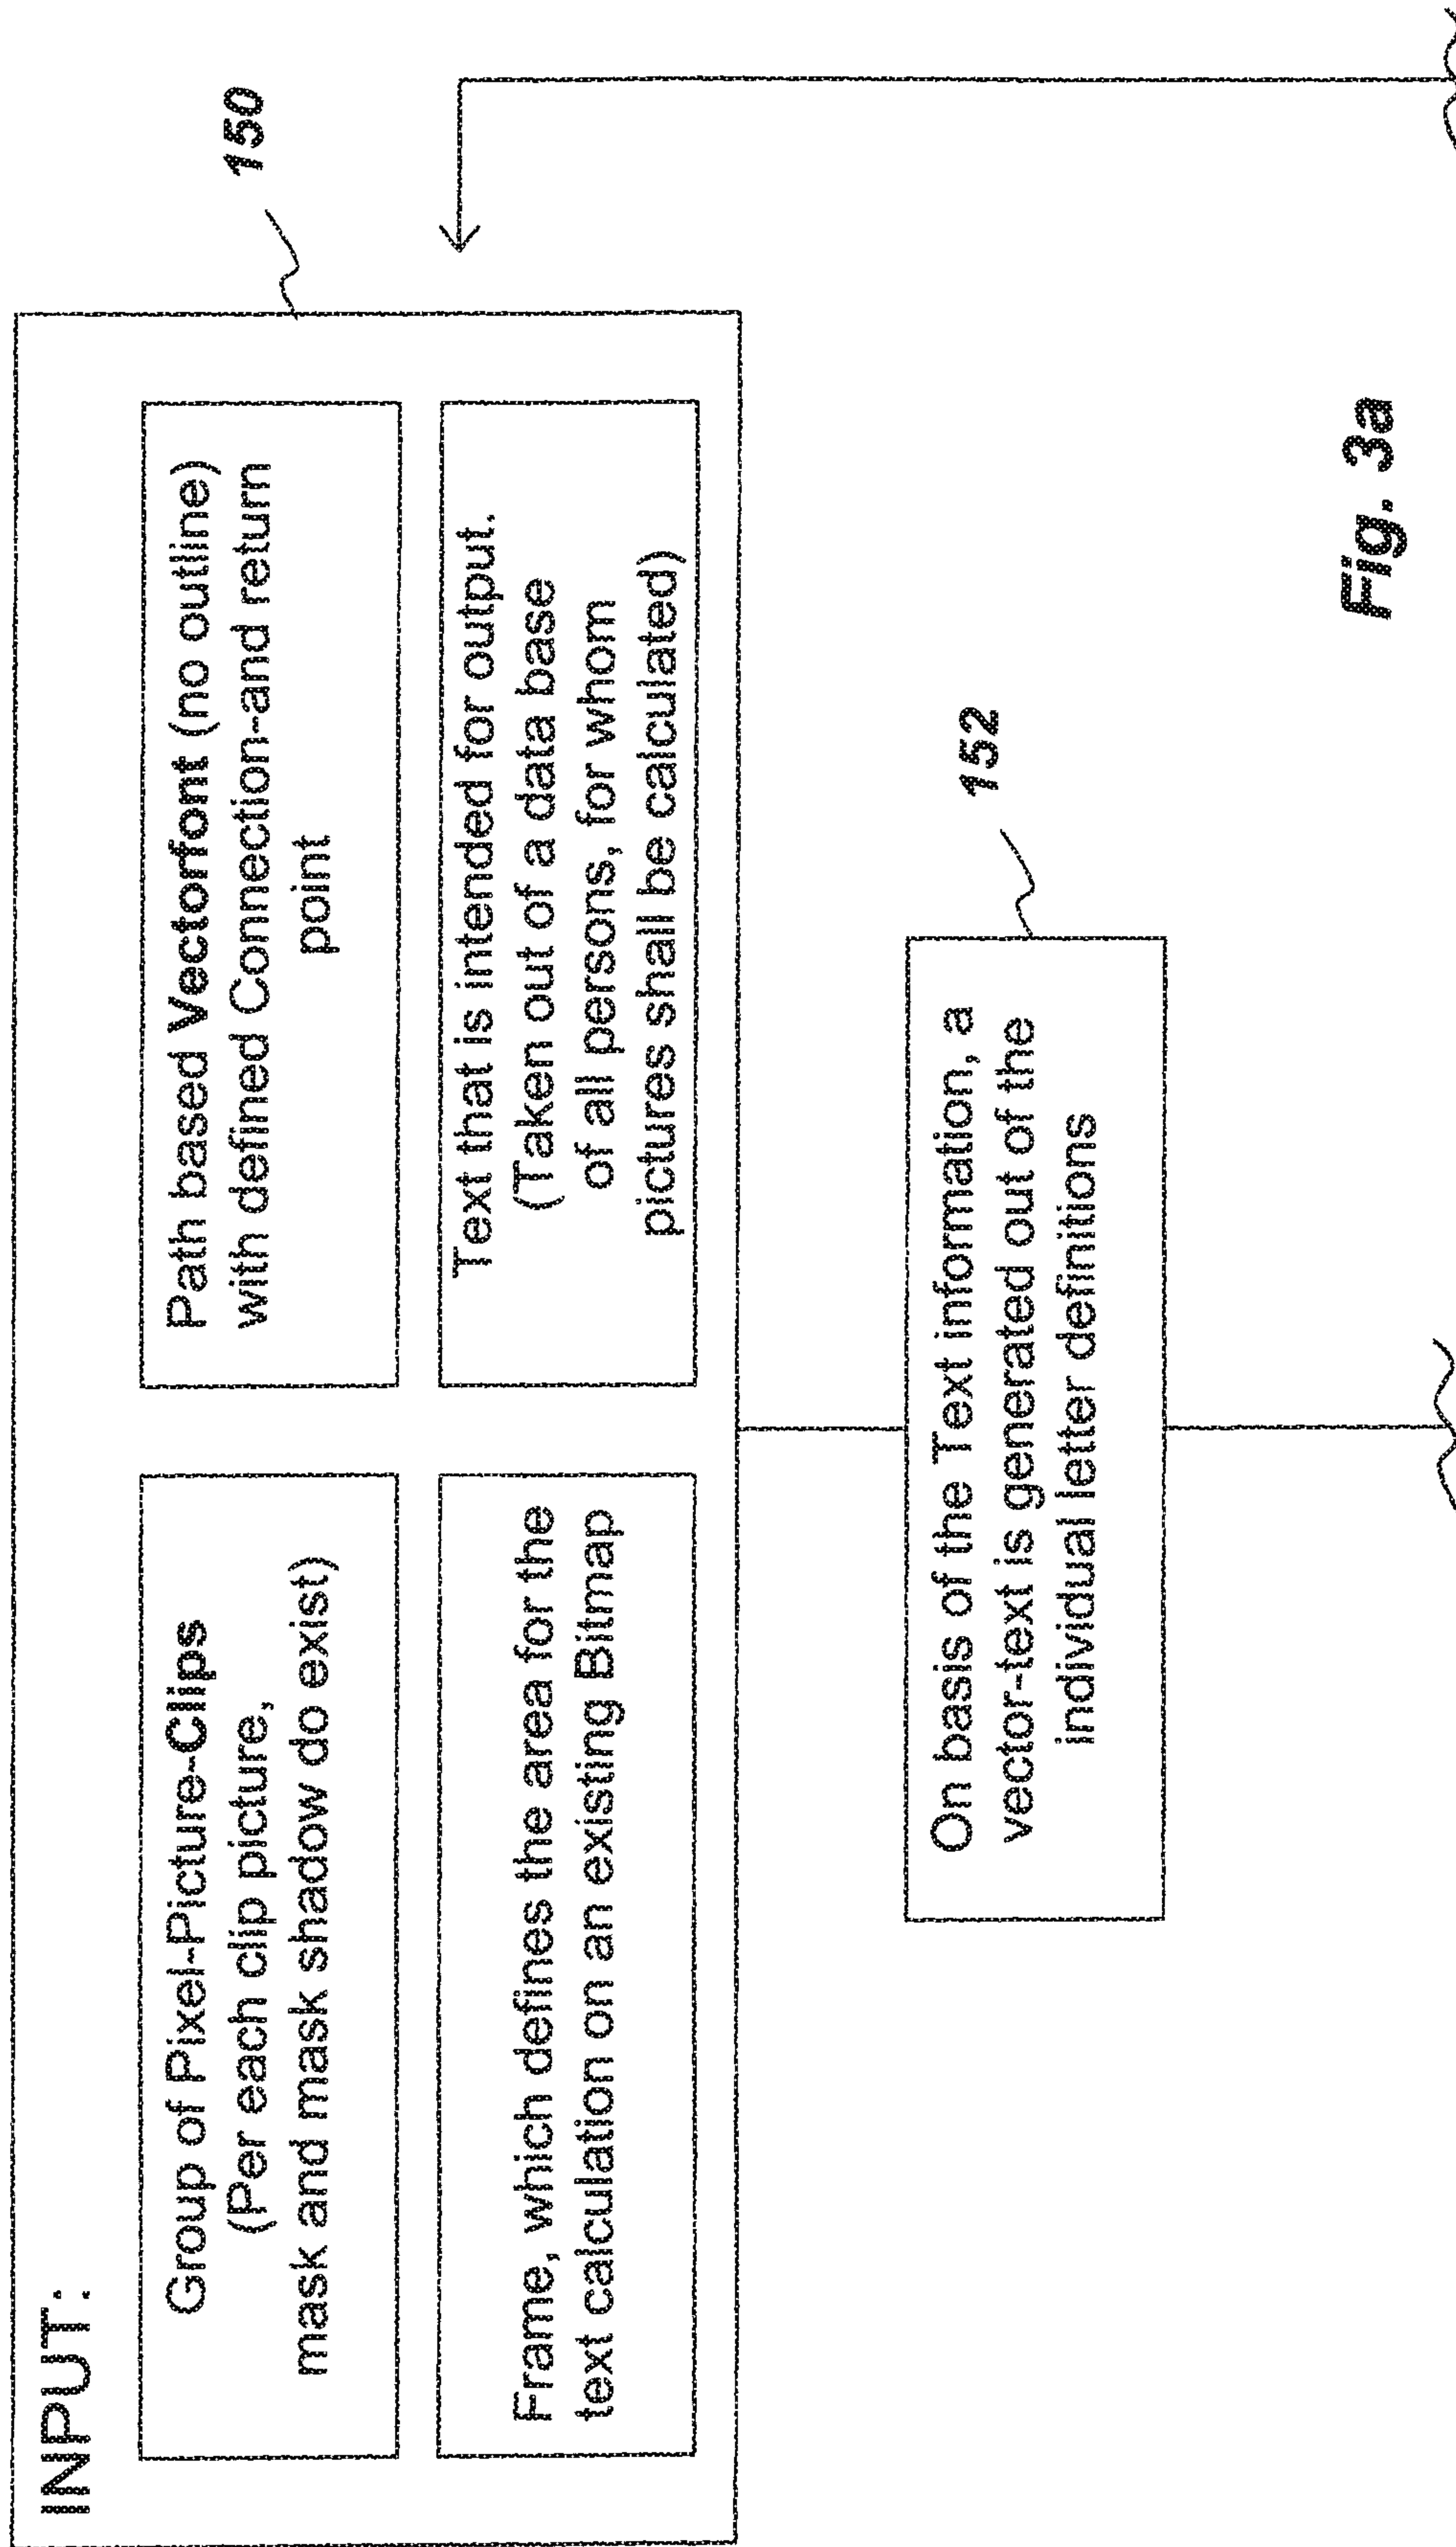 INPUT:
150
Group of Pixel-Picture-Clips
(Per each clip picture,
mask and mask shadow do exist)
Path based Vectorfont (no outline)
with defined Connection-and return
point
Frame, which defines the area for the
text calculation on an existing Bitmap
Text that is intended for output.
(Taken out of a data base
of all persons, for whom
pictures shall be calculated)
152
On basis of the Text information, a
vector-text is generated out of the
individual letter definitions
Fig. 3a